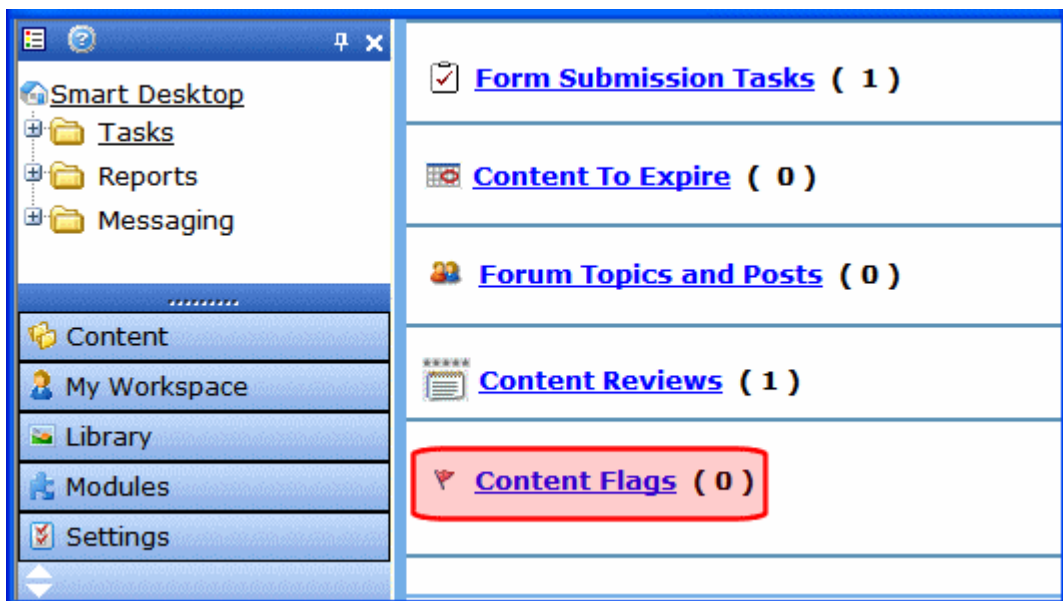 Smart Desktop
Tasks
Reports
Messaging
Content
My Workspace
Library
Modules
Settings
Form Submission Tasks ( 1 )
Content To Expire ( 0 )
Forum Topics and Posts ( 0 )
Content Reviews ( 1 )
Content Flags ( 0 )